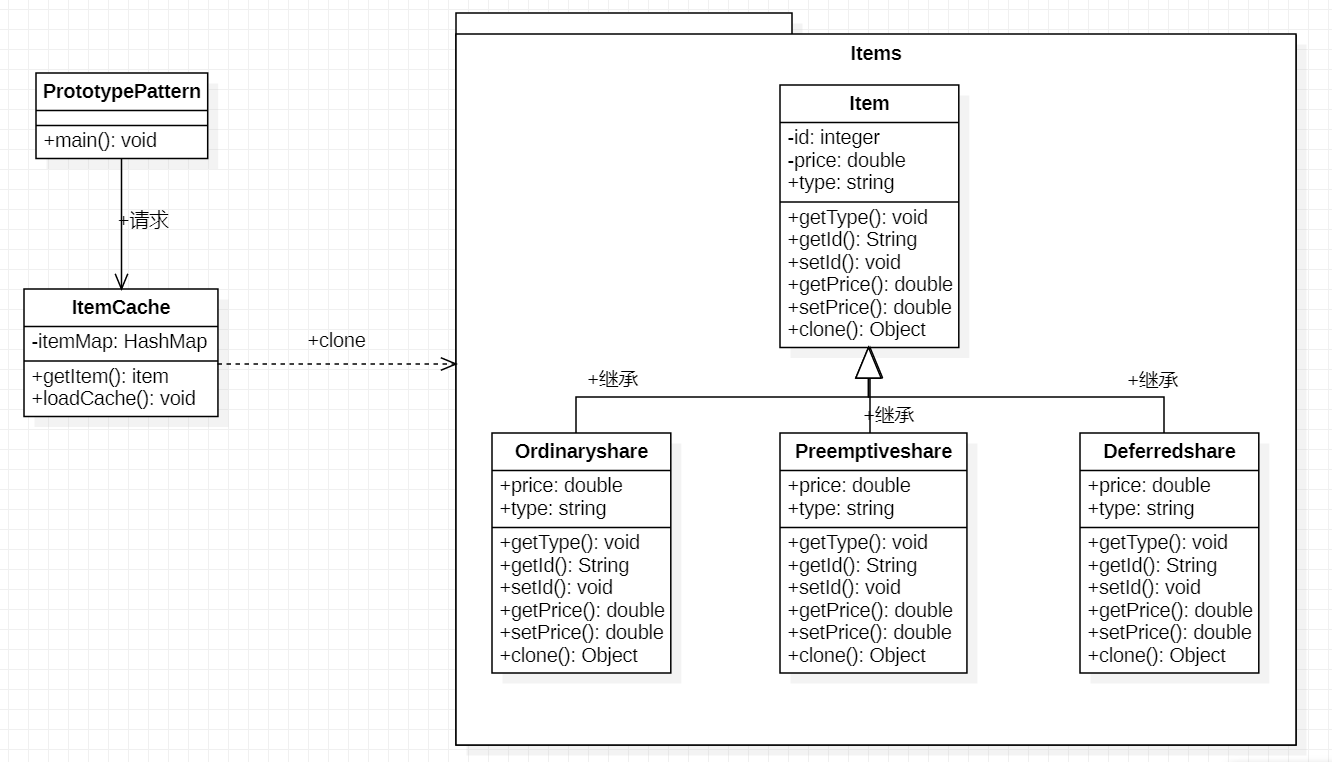 PrototypePattern
+main(): void
+请求
ItemCache
-itemMap: HashMap
+getItem(): item
+loadCache(): void
+clone
Items
Item
-id: integer
-price: double
+type: string
+getType(): void
+getId(): String
+setId(): void
+getPrice(): double
+setPrice(): double
+clone(): Object
+继承
+继承
+继承
Ordinaryshare
+price: double
+type: string
+getType(): void
+getId(): String
+setId(): void
+getPrice(): double
+setPrice(): double
+clone(): Object
Preemptiveshare
+price: double
+type: string
+getType(): void
+getId(): String
+setId(): void
+getPrice(): double
+setPrice(): double
+clone(): Object
Deferredshare
+price: double
+type: string
+getType(): void
+getId(): String
+setId(): void
+getPrice(): double
+setPrice(): double
+clone(): Object